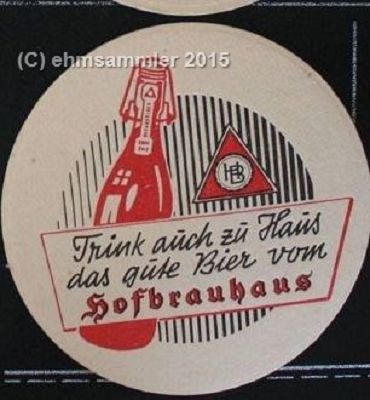 (C) ehmsammler 2015
HB
Trink auch zu Haus
das gute Bier vom
Hofbrauhaus